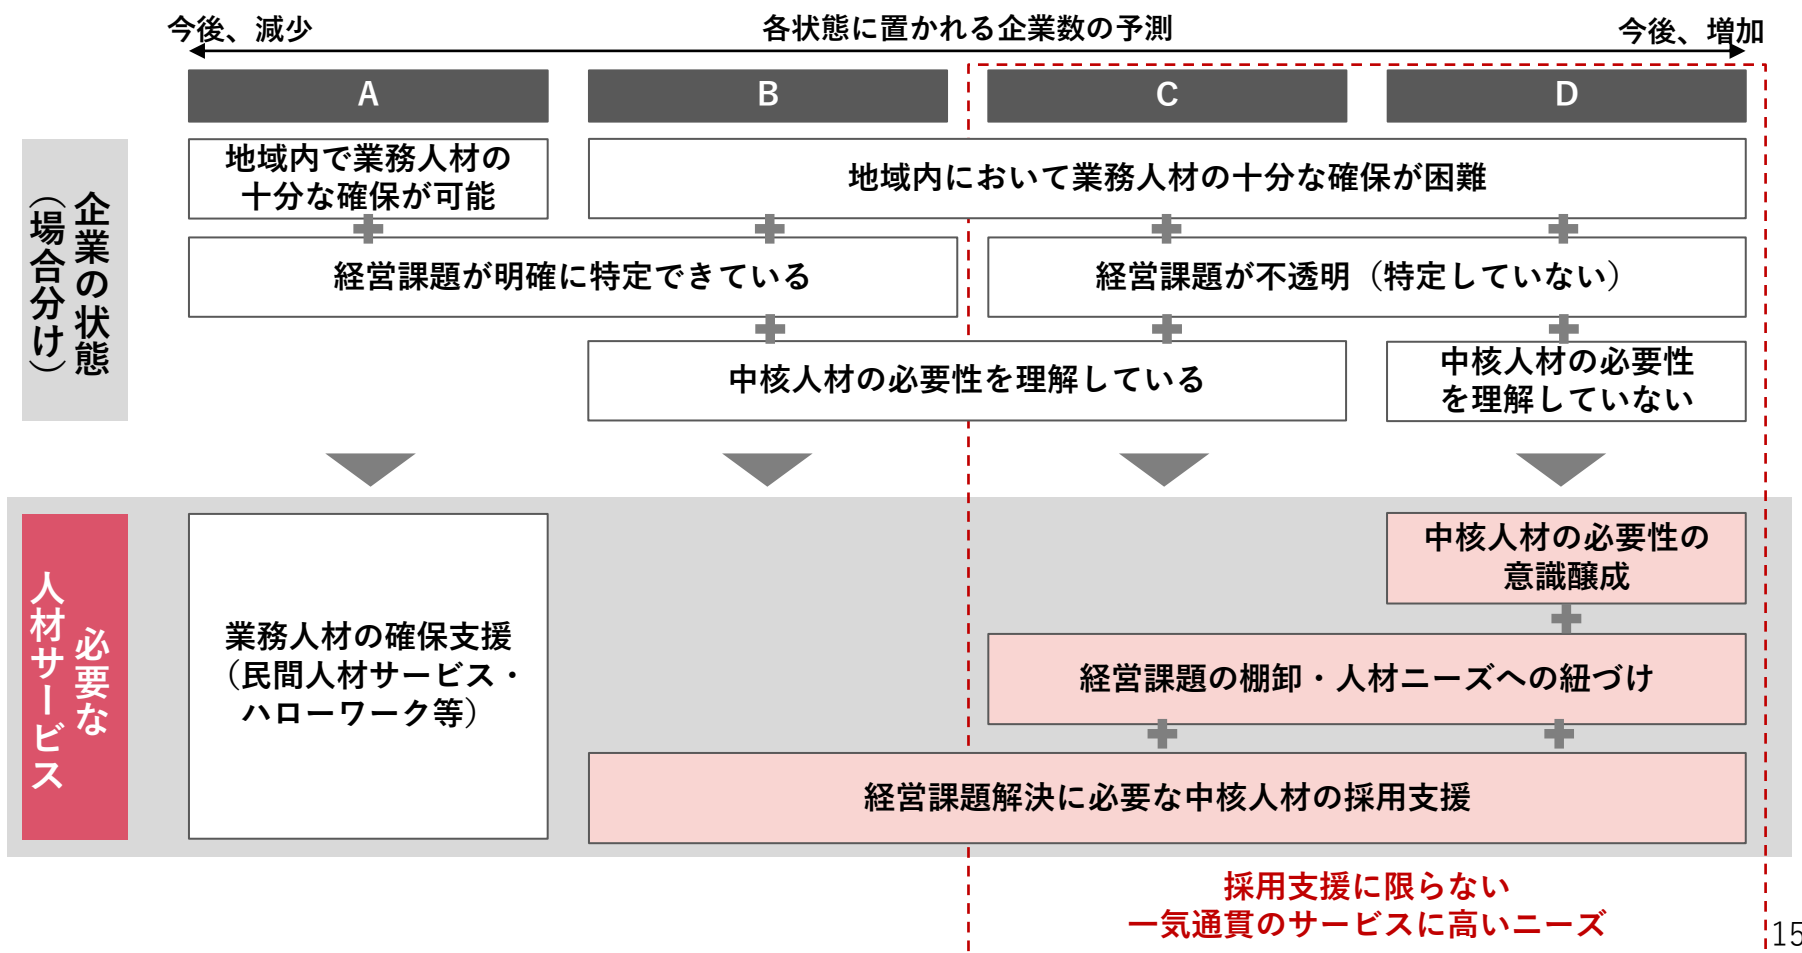 今後、減少
各状態に置かれる企業数の予測
今後、増加
A
B
C
D
企業の状態
（場合分け）
地域内で業務人材の
十分な確保が可能
地域内において業務人材の十分な確保が困難
経営課題が明確に特定できている
経営課題が不透明（特定していない）
中核人材の必要性を理解している
中核人材の必要性
を理解していない
必要な
人材サービス
業務人材の確保支援
（民間人材サービス・
ハローワーク等）
中核人材の必要性の
意識醸成
経営課題の棚卸・人材ニーズへの紐づけ
経営課題解決に必要な中核人材の採用支援
採用支援に限らない
一気通貫のサービスに高いニーズ
15